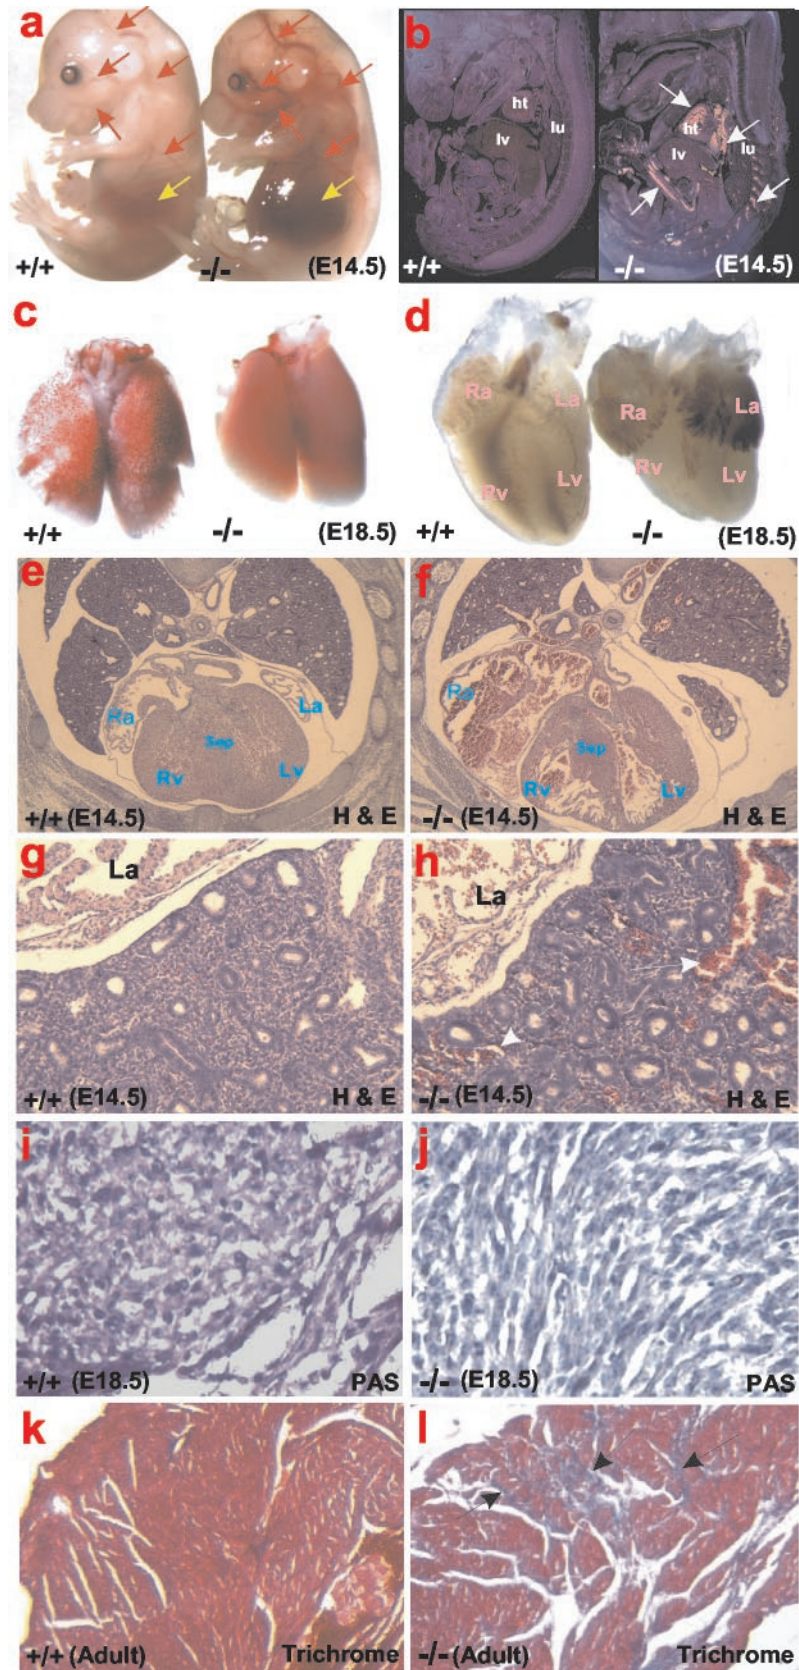 a
+/+ -/- (E14.5)
b
ht lv lu
ht lv lu
+/+ -/- (E14.5)
c
+/+ -/- (E18.5)
d
Ra La Rv Lv
Ra La Rv Lv
+/+ -/- (E18.5)
e
Ra La
Sep
Rv Lv
+/+ (E14.5) H & E
f
Ra
Sep
Rv Lv
-/- (E14.5) H & E
g
La
+/+ (E14.5) H & E
h
La
-/- (E14.5) H & E
i
+/+ (E18.5) PAS
j
-/- (E18.5) PAS
k
+/+ (Adult) Trichrome
l
-/- (Adult) Trichrome